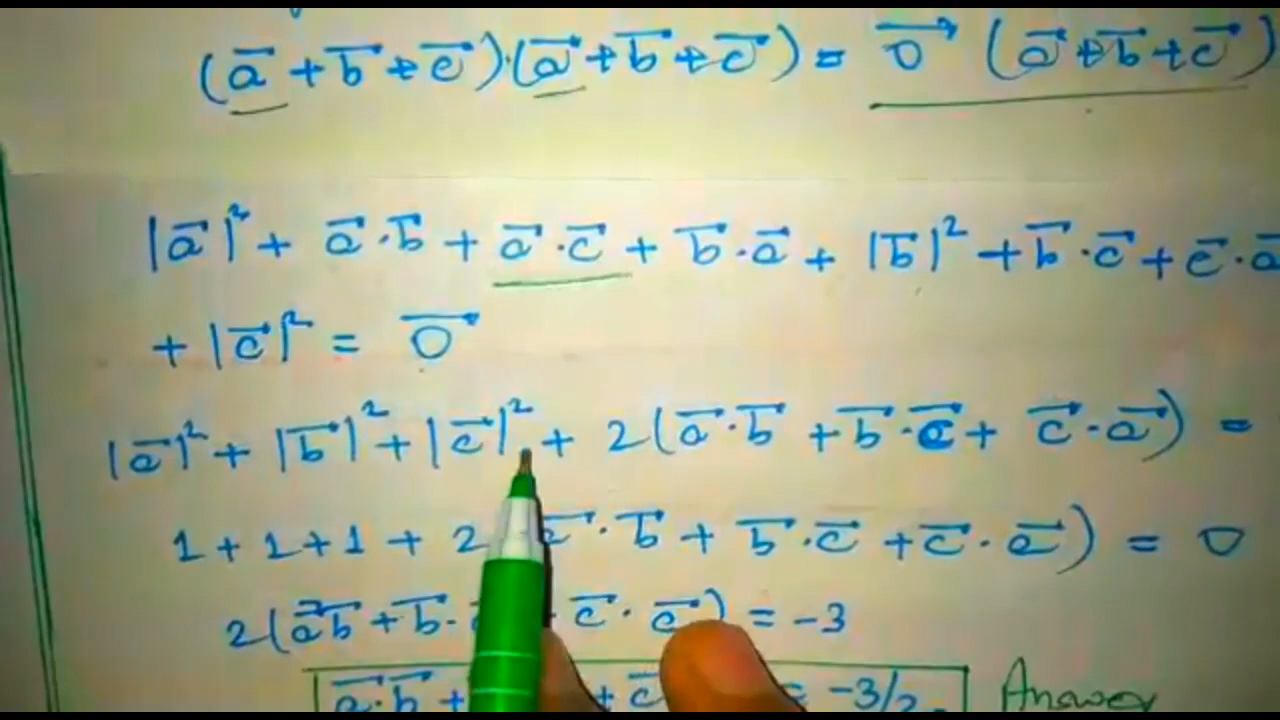 (a⃗ + b⃗ + c⃗)·(a⃗ + b⃗ + c⃗) = 0⃗ (a⃗ + b⃗ + c⃗)
|a⃗|² + a⃗·b⃗ + a⃗·c⃗ + b⃗·a⃗ + |b⃗|² + b⃗·c⃗ + c⃗·a⃗
+ |c⃗|² = 0⃗
|a⃗|² + |b⃗|² + |c⃗|² + 2(a⃗·b⃗ + b⃗·c⃗ + c⃗·a⃗) =
1 + 1 + 1 + 2 a⃗·b⃗ + b⃗·c⃗ + c⃗·a⃗) = 0
2(a⃗b⃗ + b⃗· c⃗·a⃗) = -3
a⃗·b⃗ + + c⃗ = -3/2. Answer